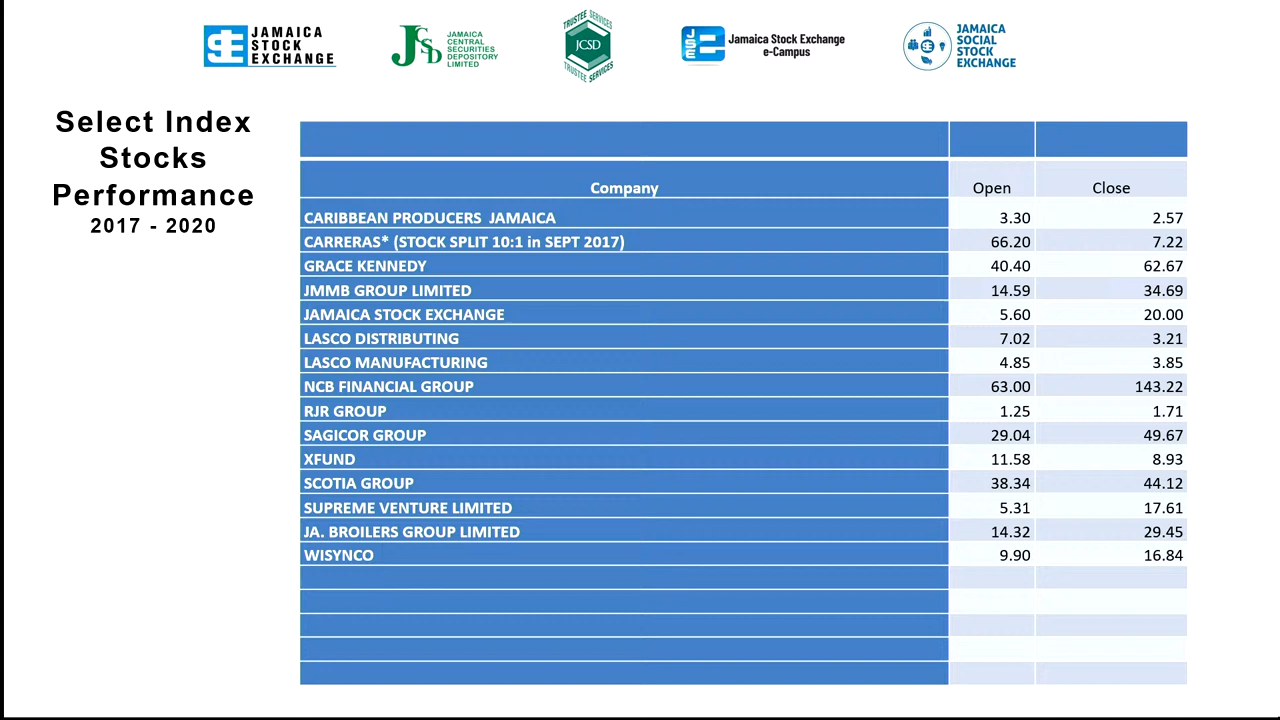 JAMAICA
STOCK
EXCHANGE
JCSD
JAMAICA
CENTRAL
SECURITIES
DEPOSITORY
LIMITED
TRUSTEE SERVICES
JCSD
TRUSTEE SERVICES
JSE
Jamaica Stock Exchange
e-Campus
JAMAICA
SOCIAL
STOCK
EXCHANGE
Select Index
Stocks
Performance
2017 - 2020
Company Open Close
CARIBBEAN PRODUCERS JAMAICA 3.30 2.57
CARRERAS* (STOCK SPLIT 10:1 in SEPT 2017) 66.20 7.22
GRACE KENNEDY 40.40 62.67
JMMB GROUP LIMITED 14.59 34.69
JAMAICA STOCK EXCHANGE 5.60 20.00
LASCO DISTRIBUTING 7.02 3.21
LASCO MANUFACTURING 4.85 3.85
NCB FINANCIAL GROUP 63.00 143.22
RJR GROUP 1.25 1.71
SAGICOR GROUP 29.04 49.67
XFUND 11.58 8.93
SCOTIA GROUP 38.34 44.12
SUPREME VENTURE LIMITED 5.31 17.61
JA. BROILERS GROUP LIMITED 14.32 29.45
WISYNCO 9.90 16.84